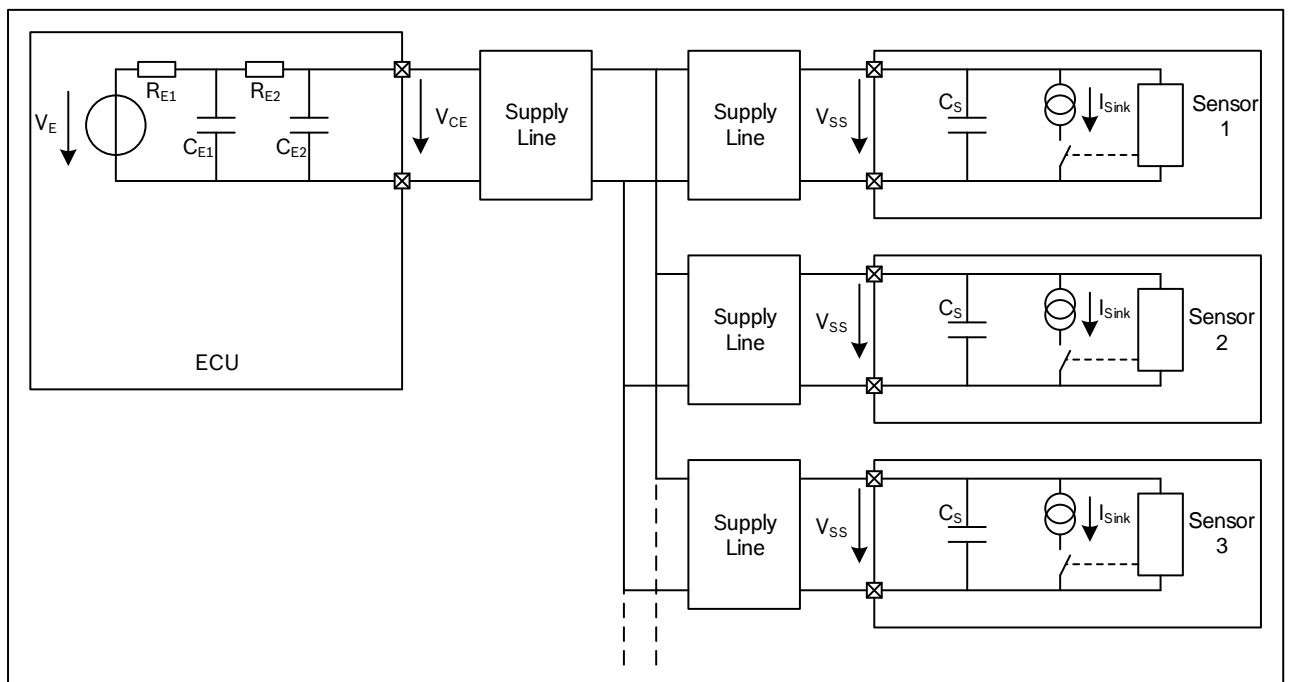 R_E1
R_E2
V_E
C_E1
C_E2
V_CE
ECU
Supply
Line
Supply
Line
V_SS
C_S
I_Sink
Sensor
1
Supply
Line
V_SS
C_S
I_Sink
Sensor
2
Supply
Line
V_SS
C_S
I_Sink
Sensor
3